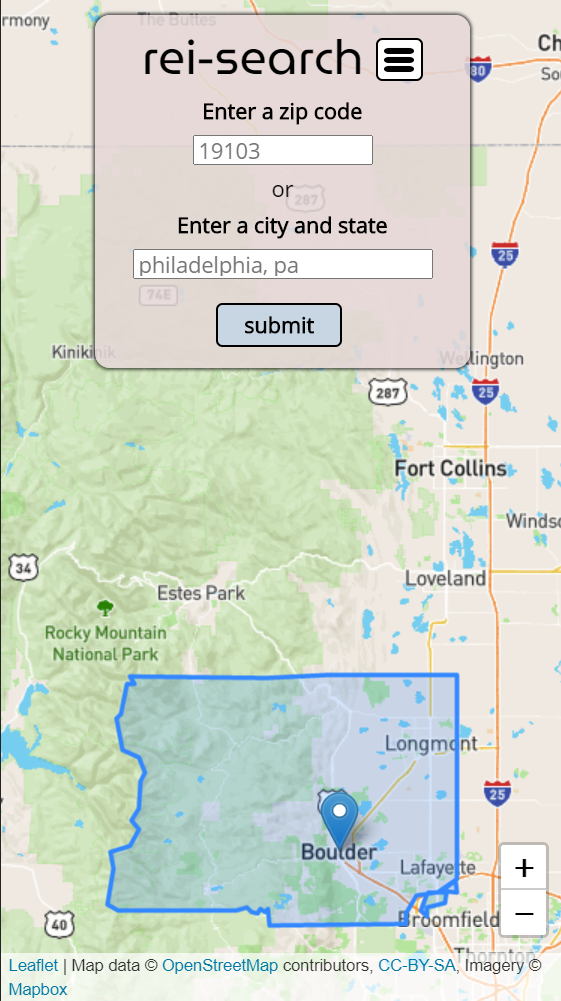 rmony
The Buttes
Ch
rei-search
80
So
Enter a zip code
19103
or
287
Enter a city and state
25
philadelphia, pa
74E
submit
Kinikinik
Wellington
287
25
Fort Collins
Windso
34
Loveland
Estes Park
Rocky Mountain
National Park
Longmont
25
Boulder
Lafayette
+
−
40
Broomfield
Thornton
Leaflet | Map data © OpenStreetMap contributors, CC-BY-SA, Imagery ©
Mapbox